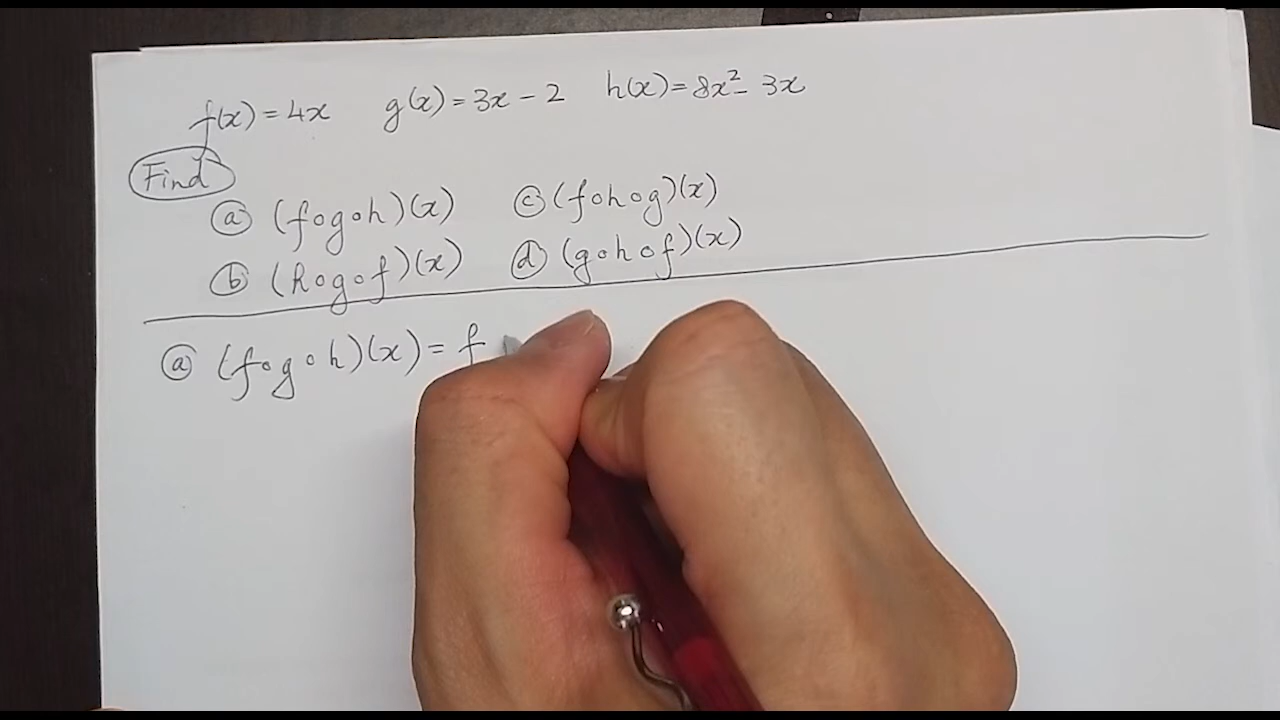 f(x) = 4x g(x) = 3x - 2 h(x) = 8x² - 3x
Find
ⓐ (f∘g∘h)(x) ⓒ (f∘h∘g)(x)
ⓑ (h∘g∘f)(x) ⓓ (g∘h∘f)(x)
ⓐ (f∘g∘h)(x) = f